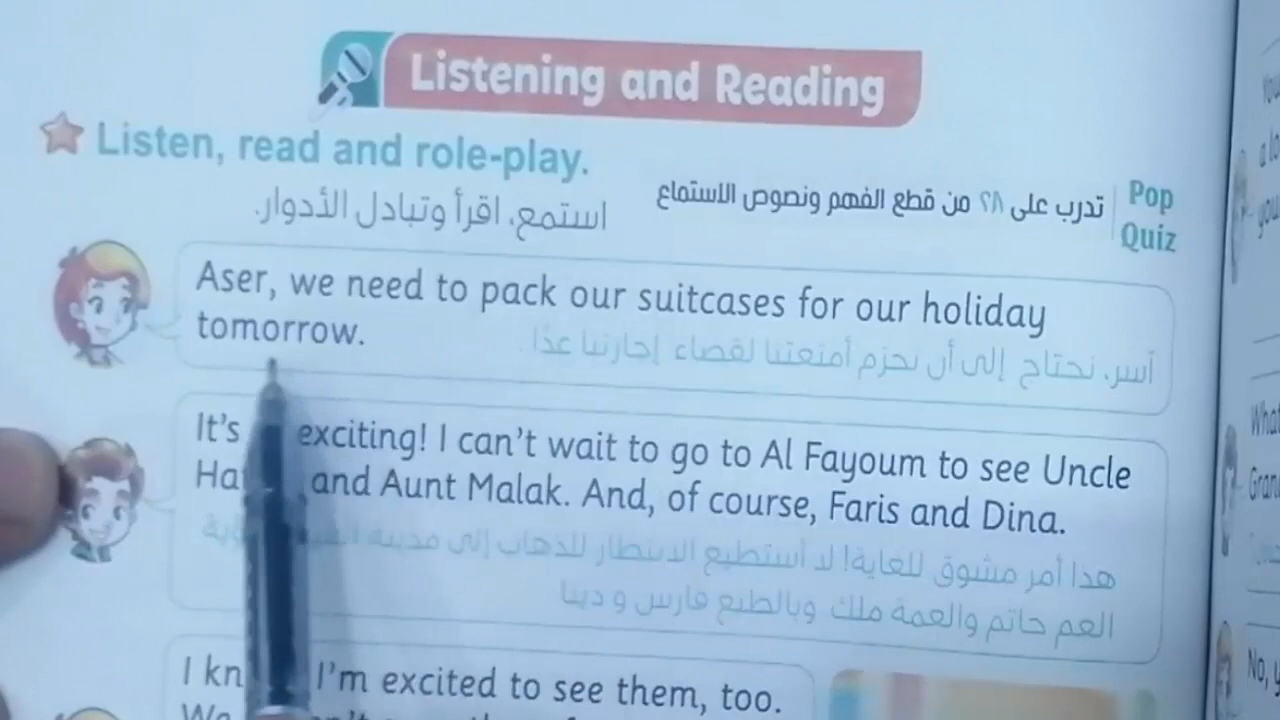 Listening and Reading
Listen, read and role-play.
استمع، اقرأ وتبادل الأدوار.
Pop
Quiz
تدرب على ٢٨ من قطع الفهم ونصوص الاستماع
Aser, we need to pack our suitcases for our holiday
tomorrow.
آسر، نحتاج إلى أن نحزم أمتعتنا لقضاء إجازتنا غدًا
It's exciting! I can't wait to go to Al Fayoum to see Uncle
and Aunt Malak. And, of course, Faris and Dina.
هذا أمر مشوق للغاية! لا أستطيع الانتظار للذهاب إلى مدينة
العم حاتم والعمة ملك وبالطبع فارس و دينا
I I'm excited to see them, too.
What
No,